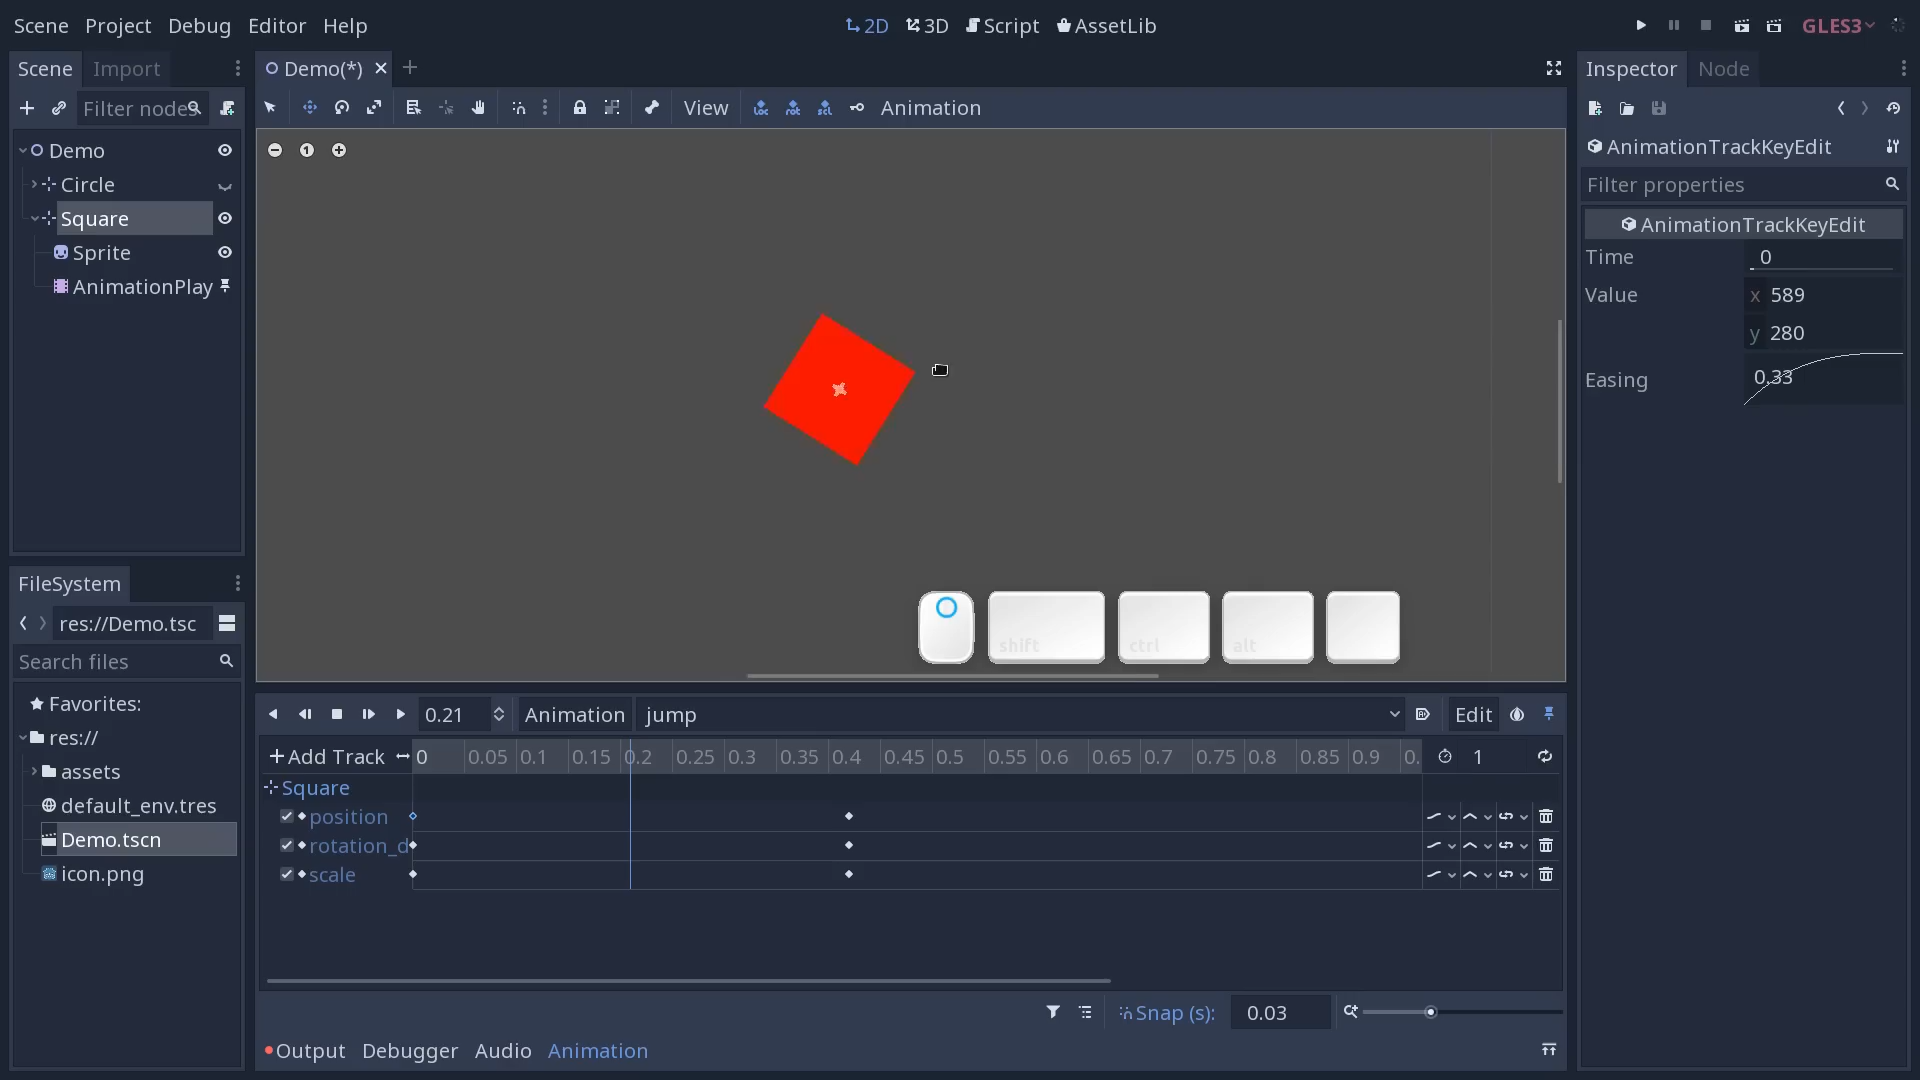 Scene Project Debug Editor Help
2D 3D Script AssetLib
GLES3
Scene Import
Filter nodes
Demo
Circle
Square
Sprite
AnimationPlay
FileSystem
res://Demo.tsc
Search files
Favorites:
res://
assets
default_env.tres
Demo.tscn
icon.png
Demo(*)
View Animation
1
shift ctrl alt
0.21 Animation jump Edit
Add Track 0 0.05 0.1 0.15 0.2 0.25 0.3 0.35 0.4 0.45 0.5 0.55 0.6 0.65 0.7 0.75 0.8 0.85 0.9 0. 1
Square
position
rotation_d
scale
Snap (s): 0.03
Output Debugger Audio Animation
Inspector Node
AnimationTrackKeyEdit
Filter properties
AnimationTrackKeyEdit
Time 0
Value x 589
y 280
Easing 0.33